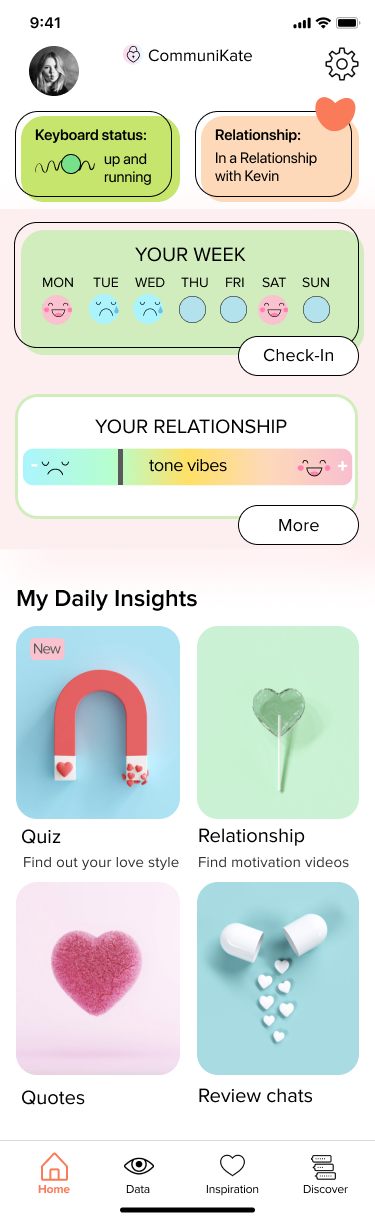 9:41
CommuniKate
Keyboard status:
up and
running
Relationship:
In a Relationship
with Kevin
YOUR WEEK
MON TUE WED THU FRI SAT SUN
Check-In
YOUR RELATIONSHIP
- tone vibes +
More
My Daily Insights
New
Quiz
Find out your love style
Relationship
Find motivation videos
Quotes
Review chats
Home Data Inspiration Discover